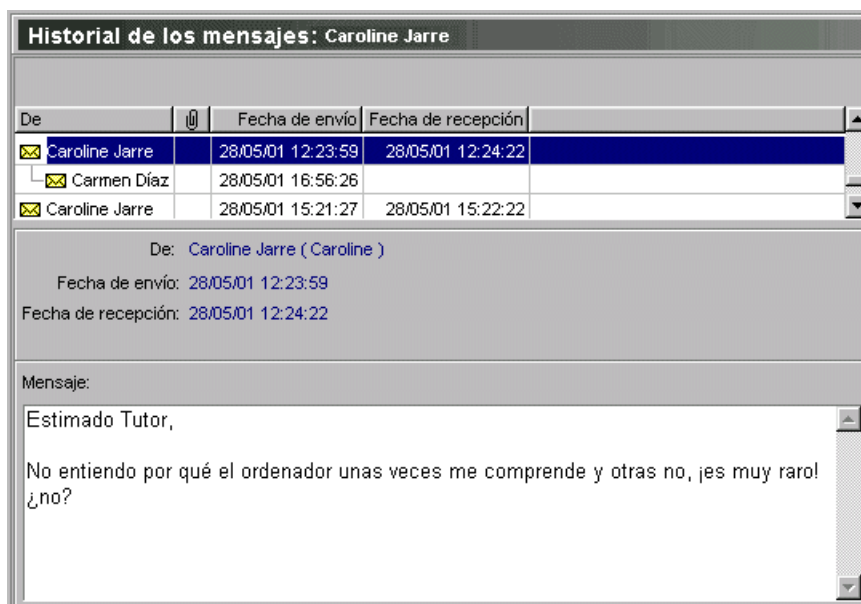 Historial de los mensajes: Caroline Jarre
De Fecha de envío Fecha de recepción
Caroline Jarre 28/05/01 12:23:59 28/05/01 12:24:22
Carmen Díaz 28/05/01 16:56:26
Caroline Jarre 28/05/01 15:21:27 28/05/01 15:22:22
De: Caroline Jarre ( Caroline )
Fecha de envío: 28/05/01 12:23:59
Fecha de recepción: 28/05/01 12:24:22
Mensaje:
Estimado Tutor,
No entiendo por qué el ordenador unas veces me comprende y otras no, ¡es muy raro!
¿no?